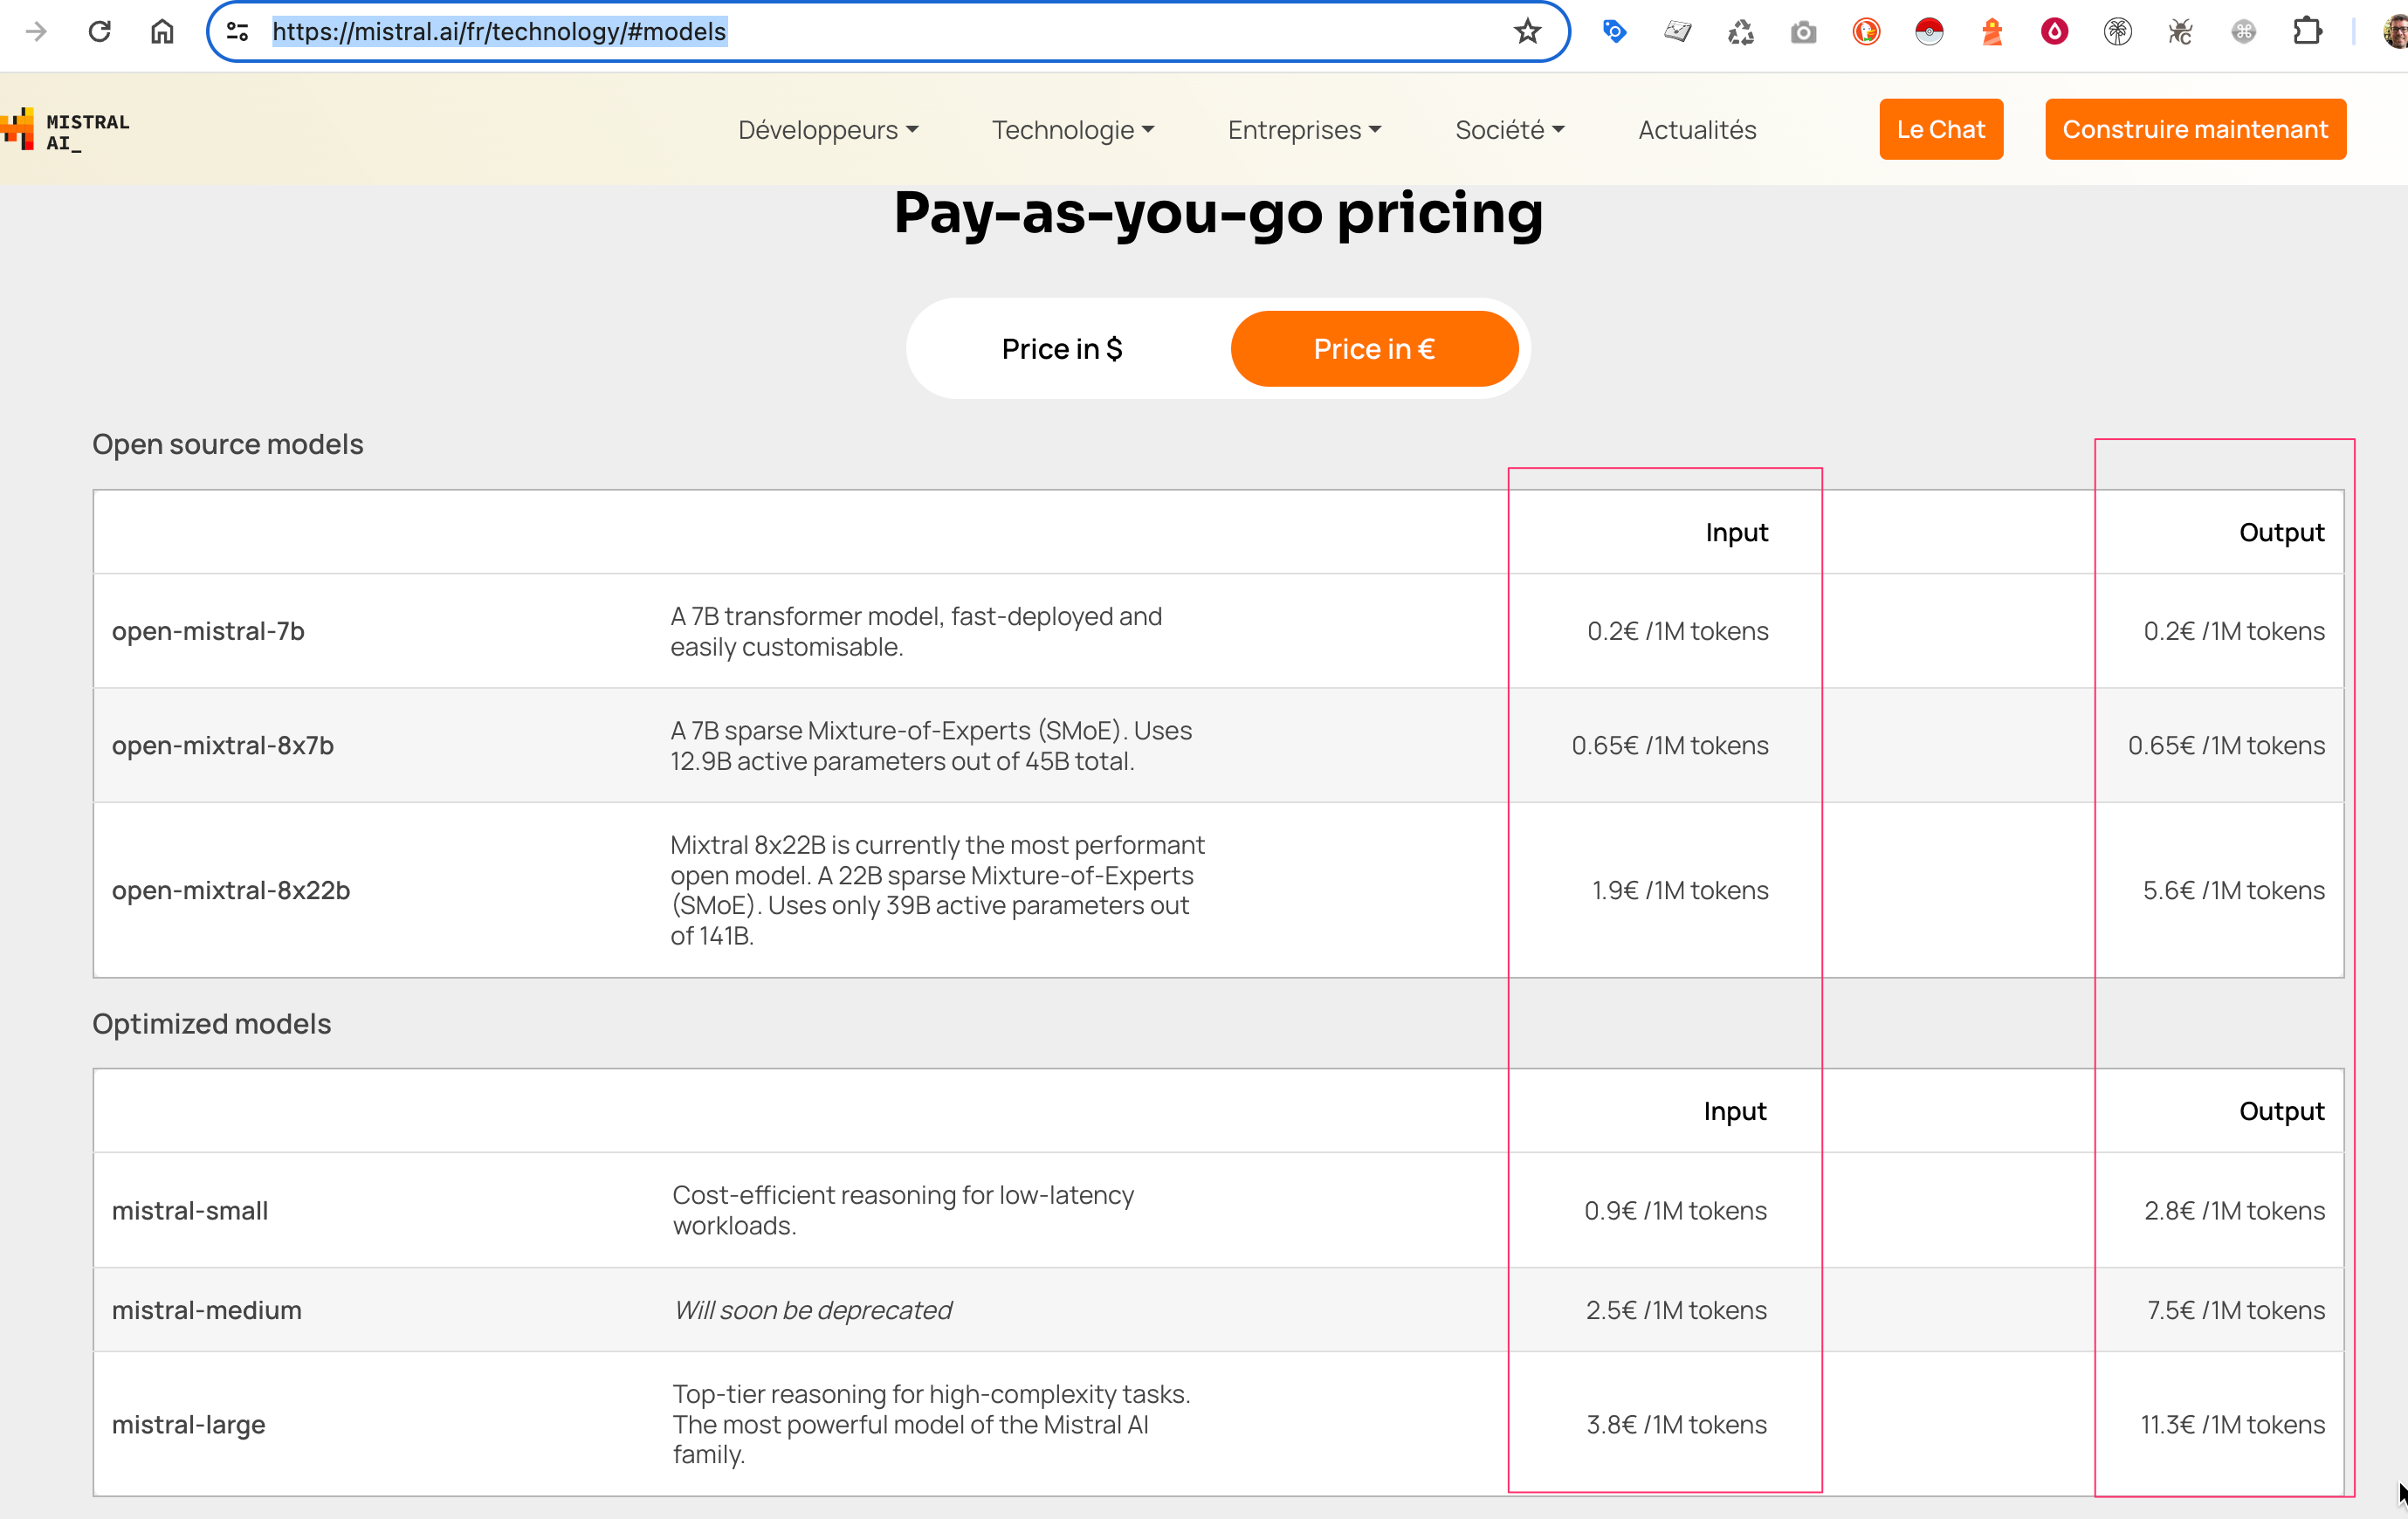 https://mistral.ai/fr/technology/#models
MISTRAL
AI_
Développeurs
Technologie
Entreprises
Société
Actualités
Le Chat
Construire maintenant
Pay-as-you-go pricing
Price in $
Price in €
Open source models
Input
Output
open-mistral-7b
A 7B transformer model, fast-deployed and
easily customisable.
0.2€ /1M tokens
0.2€ /1M tokens
open-mixtral-8x7b
A 7B sparse Mixture-of-Experts (SMoE). Uses
12.9B active parameters out of 45B total.
0.65€ /1M tokens
0.65€ /1M tokens
open-mixtral-8x22b
Mixtral 8x22B is currently the most performant
open model. A 22B sparse Mixture-of-Experts
(SMoE). Uses only 39B active parameters out
of 141B.
1.9€ /1M tokens
5.6€ /1M tokens
Optimized models
Input
Output
mistral-small
Cost-efficient reasoning for low-latency
workloads.
0.9€ /1M tokens
2.8€ /1M tokens
mistral-medium
Will soon be deprecated
2.5€ /1M tokens
7.5€ /1M tokens
mistral-large
Top-tier reasoning for high-complexity tasks.
The most powerful model of the Mistral AI
family.
3.8€ /1M tokens
11.3€ /1M tokens